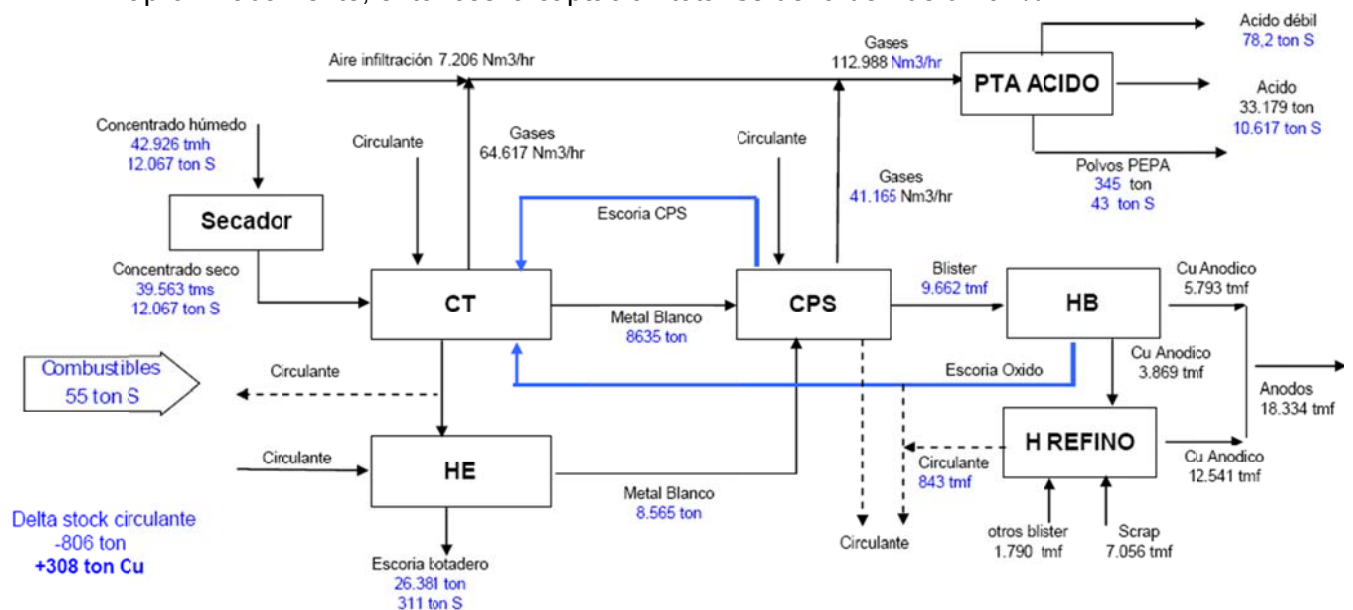 Acido débil
78,2 ton S
Gases
112.988 Nm3/hr
Aire infiltración 7.206 Nm3/hr
PTA ACIDO
Acido
33.179 ton
10.617 ton S
Concentrado húmedo
42.926 tmh
12.067 ton S
Circulante
Gases
64.617 Nm3/hr
Circulante
Polvos PEPA
345 ton
43 ton S
Gases
41.165 Nm3/hr
Secador
Escoria CPS
Concentrado seco
39.563 tms
12.067 ton S
CT
Metal Blanco
8635 ton
CPS
Blister
9.662 tmf
HB
Cu Anodico
5.793 tmf
Combustibles
55 ton S
Circulante
Escoria Oxido
Cu Anodico
3.869 tmf
Anodos
18.334 tmf
Circulante
HE
Metal Blanco
8.565 ton
Circulante
843 tmf
H REFINO
Cu Anodico
12.541 tmf
Delta stock circulante
-806 ton
+308 ton Cu
Circulante
otros blister
1.790 tmf
Scrap
7.056 tmf
Escoria botadero
26.381 ton
311 ton S